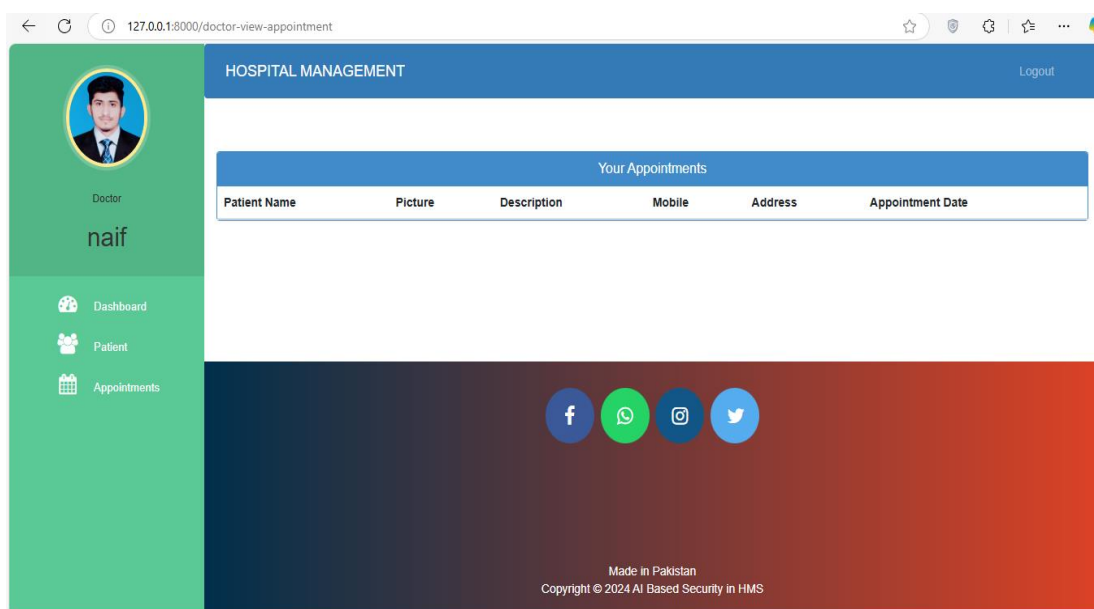 127.0.0.1:8000/doctor-view-appointment
HOSPITAL MANAGEMENT
Logout
Doctor
naif
Dashboard
Patient
Appointments
Your Appointments
Patient Name Picture Description Mobile Address Appointment Date
Made in Pakistan
Copyright © 2024 AI Based Security in HMS